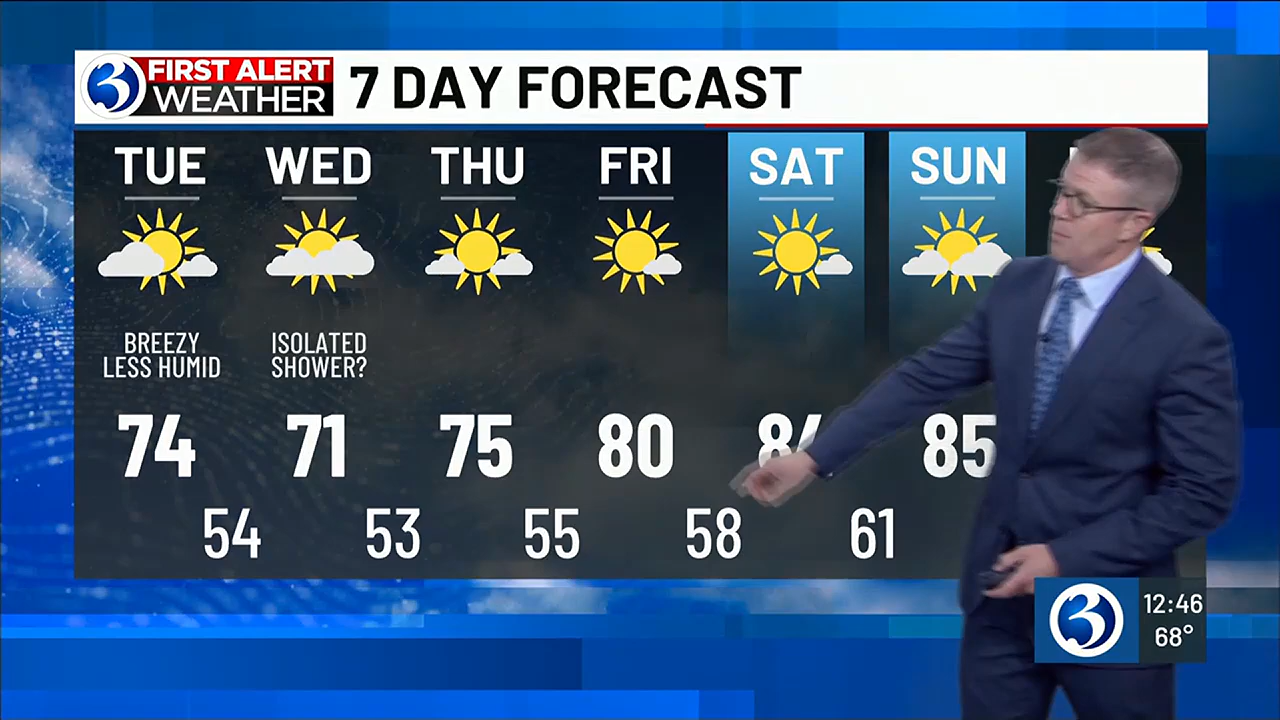 3 FIRST ALERT
WEATHER
7 DAY FORECAST
TUE WED THU FRI SAT SUN
BREEZY
LESS HUMID
ISOLATED
SHOWER?
74 71 75 80 85
54 53 55 58 61
3
12:46
68°